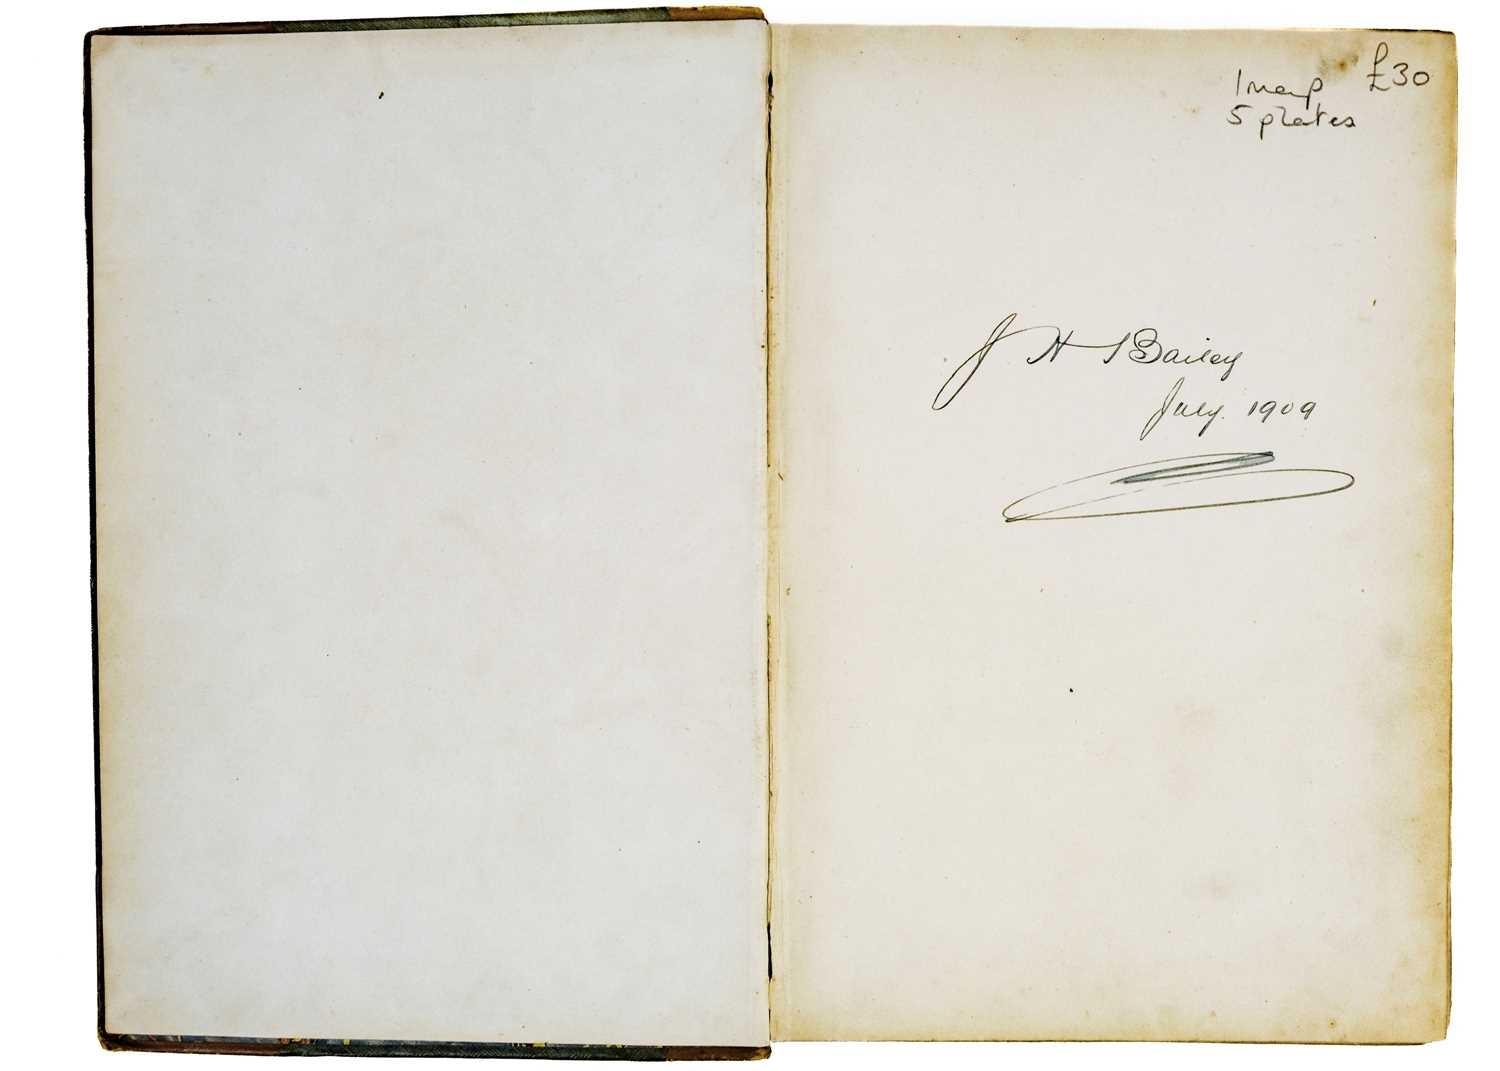 1 map £30
5 plates
J H Bailey
July. 1909